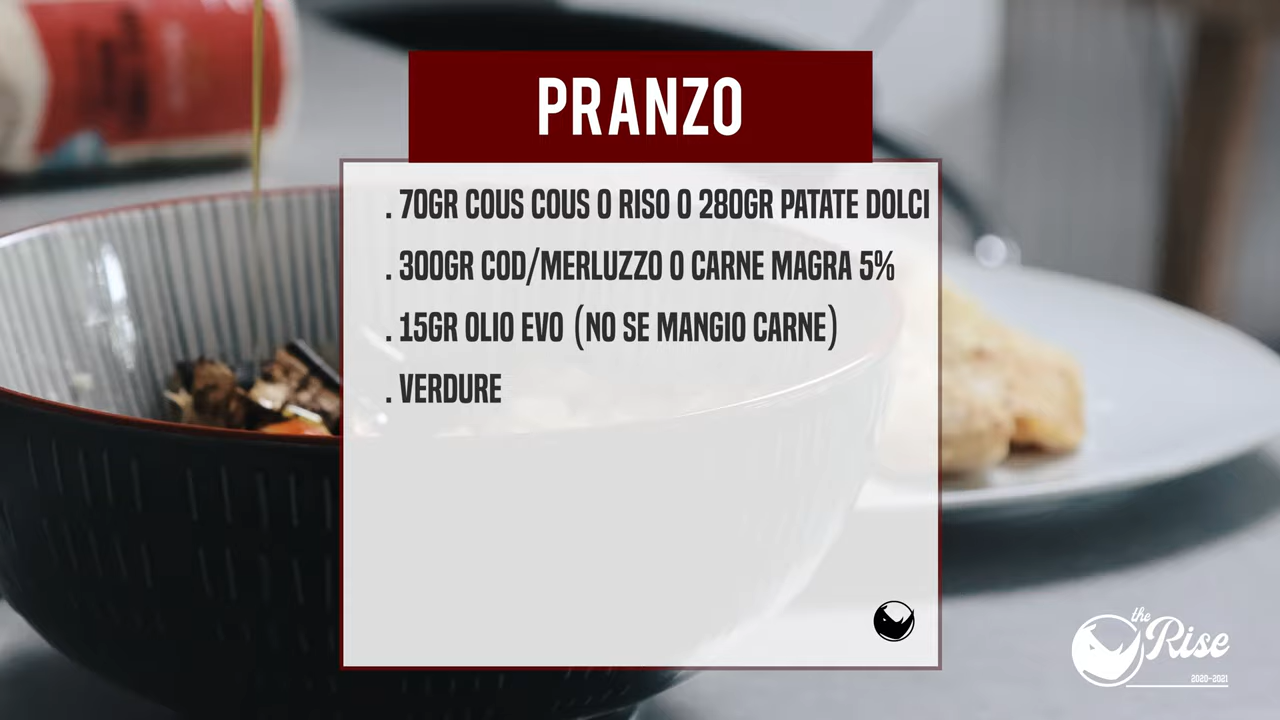 PRANZO
. 70GR COUS COUS O RISO O 280GR PATATE DOLCI
. 300GR COD/MERLUZZO O CARNE MAGRA 5%
. 15GR OLIO EVO (NO SE MANGIO CARNE)
. VERDURE
the
Rise
2020-2021